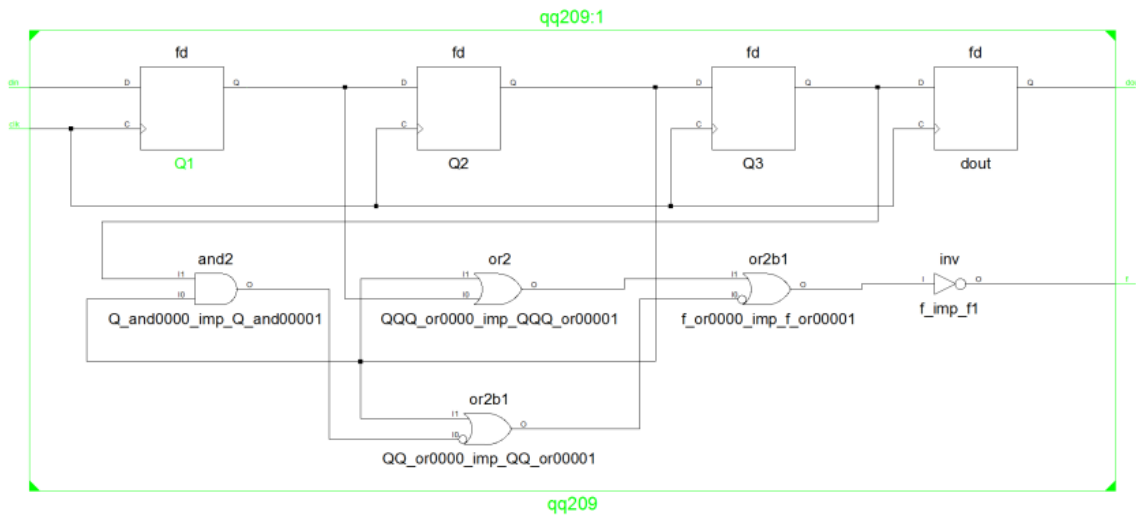 qq209:1
fd fd fd fd
din D Q D Q D Q D Q
clk C C C C
Q1 Q2 Q3 dout
and2 or2 or2b1 inv
I1 I0 O I1 I0 O I1 I0 O I O f
Q_and0000_imp_Q_and00001 QQQ_or0000_imp_QQQ_or00001 f_or0000_imp_f_or00001 f_imp_f1
or2b1
I1 I0 O
QQ_or0000_imp_QQ_or00001
qq209